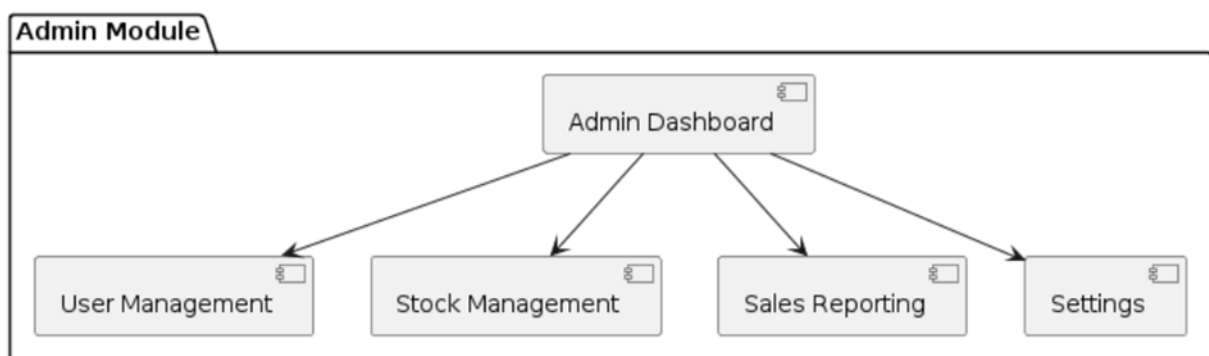 Admin Module
Admin Dashboard
User Management
Stock Management
Sales Reporting
Settings